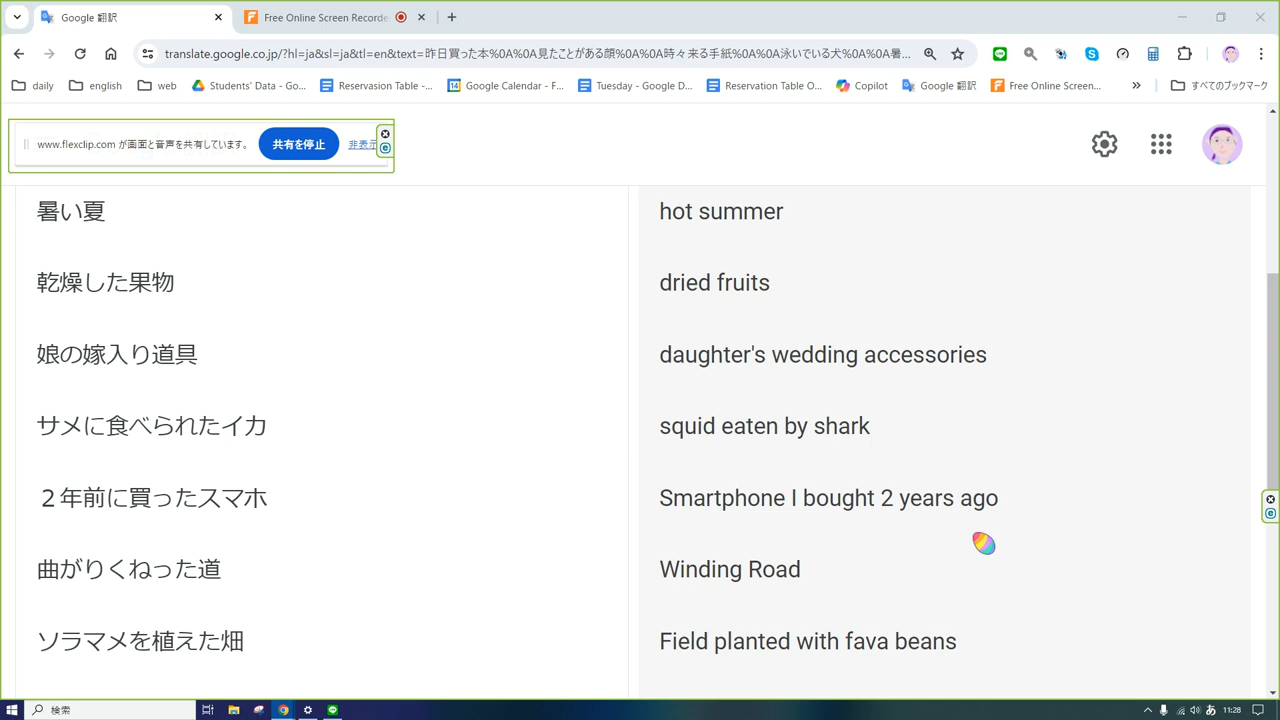 Google 翻訳
Free Online Screen Recorde
translate.google.co.jp/?hl=ja&sl=ja&tl=en&text=昨日買った本%0A%0A見たことがある顔%0A%0A時々来る手紙%0A%0A泳いでいる犬%0A%0A暑...
daily
english
web
Students' Data - Go...
Reservasion Table -...
Google Calendar - F...
Tuesday - Google D...
Reservation Table O...
Copilot
Google 翻訳
Free Online Screen...
»
すべてのブックマーク
www.flexclip.com が画面と音声を共有しています。
共有を停止
非表示
暑い夏
hot summer
乾燥した果物
dried fruits
娘の嫁入り道具
daughter's wedding accessories
サメに食べられたイカ
squid eaten by shark
２年前に買ったスマホ
Smartphone I bought 2 years ago
曲がりくねった道
Winding Road
ソラマメを植えた畑
Field planted with fava beans
検索
あ
11:28